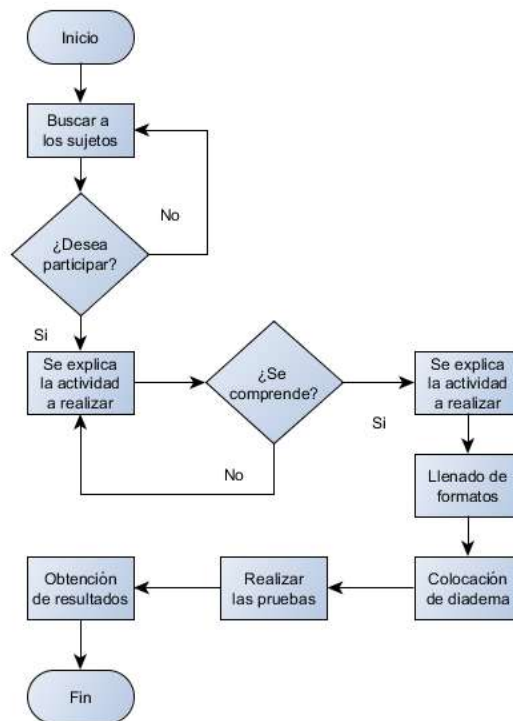 Inicio
Buscar a
los sujetos
No
¿Desea
participar?
Si
Se explica
la actividad
a realizar
¿Se
comprende?
No
Si
Se explica
la actividad
a realizar
Llenado de
formatos
Colocación
de diadema
Realizar
las pruebas
Obtención
de resultados
Fin